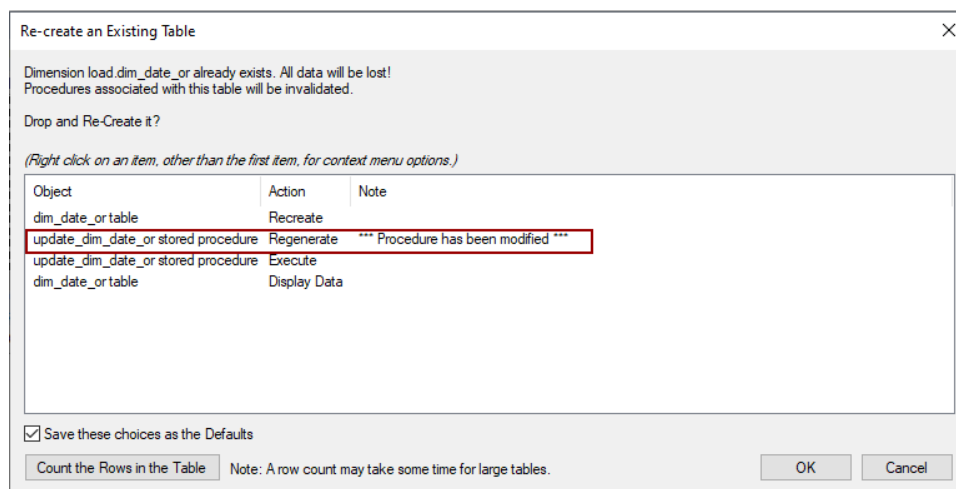 Re-create an Existing Table
Dimension load.dim_date_or already exists. All data will be lost!
Procedures associated with this table will be invalidated.
Drop and Re-Create it?
(Right click on an item, other than the first item, for context menu options.)
Object Action Note
dim_date_or table Recreate
update_dim_date_or stored procedure Regenerate *** Procedure has been modified ***
update_dim_date_or stored procedure Execute
dim_date_or table Display Data
Save these choices as the Defaults
Count the Rows in the Table Note: A row count may take some time for large tables. OK Cancel